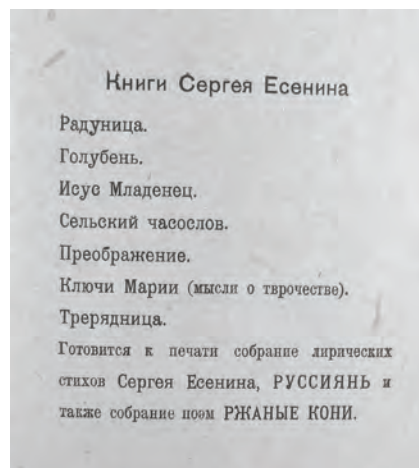 Книги Сергея Есенина
Радуница.
Голубень.
Исус Младенец.
Сельский часослов.
Преображение.
Ключи Марии (мысли о тврочестве).
Трерядница.
Готовится к печати собрание лирических
стихов Сергея Есенина, РУССИЯНЬ и
также собрание поэм РЖАНЫЕ КОНИ.